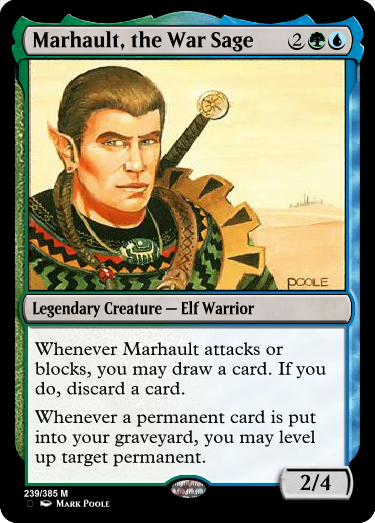 Marhault, the War Sage 2
POOLE
Legendary Creature — Elf Warrior
Whenever Marhault attacks or
blocks, you may draw a card. If you
do, discard a card.
Whenever a permanent card is put
into your graveyard, you may level
up target permanent.
2/4
239/385 M
MARK POOLE